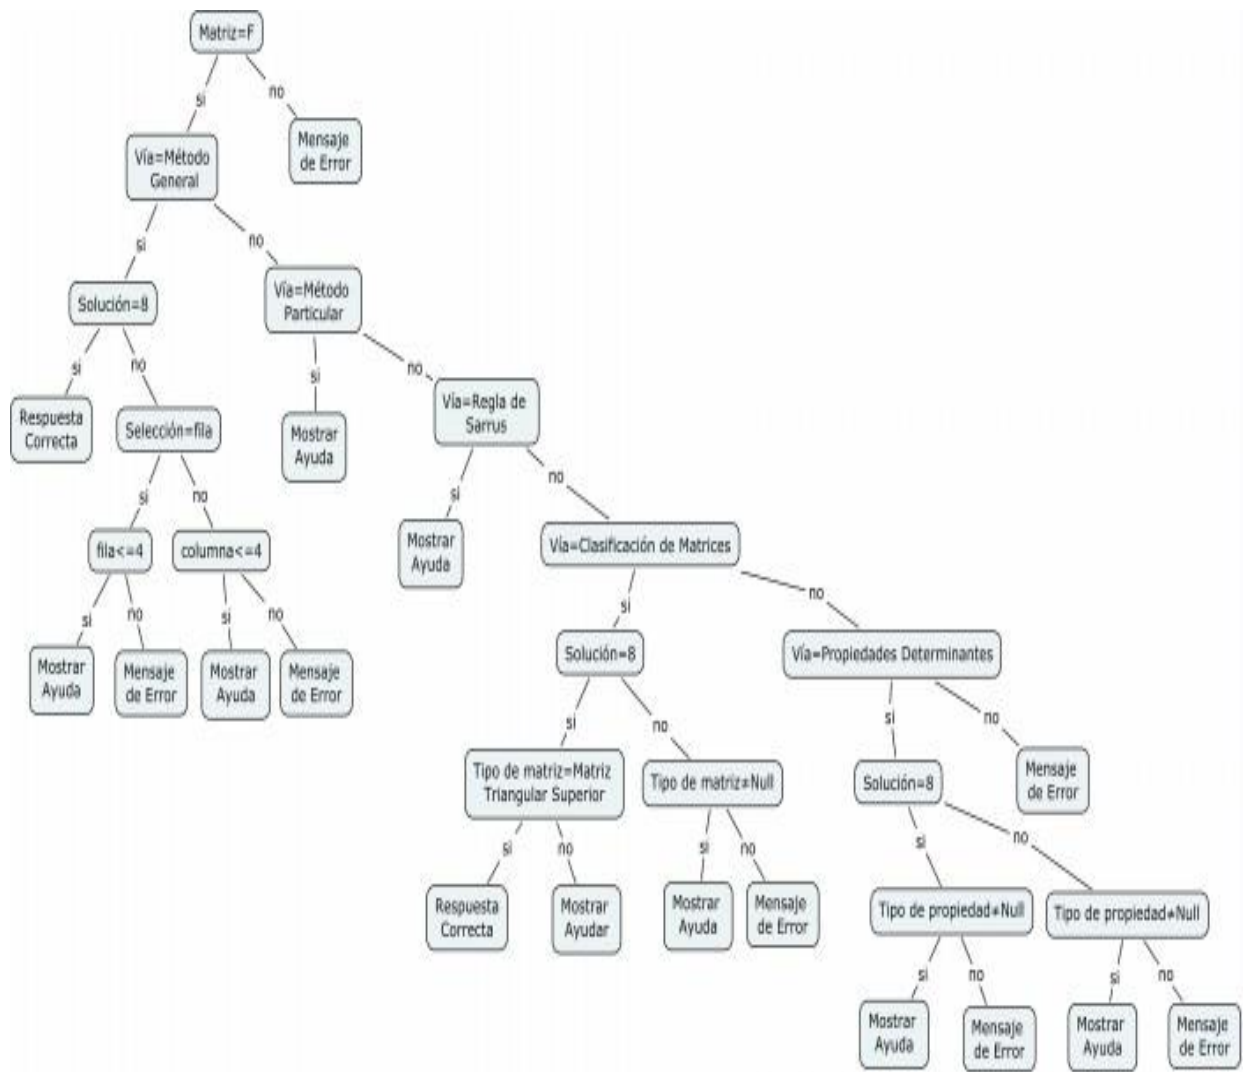 Matriz=F
si
no
Mensaje
de Error
Vía=Método
General
si
no
Solución=8
Vía=Método
Particular
si
no
si
no
Respuesta
Correcta
Selección=fila
Mostrar
Ayuda
Vía=Regla de
Sarrus
si
no
si
no
fila<=4
columna<=4
Mostrar
Ayuda
Vía=Clasificación de Matrices
si
no
si
no
si
no
Mostrar
Ayuda
Mensaje
de Error
Mostrar
Ayuda
Mensaje
de Error
Solución=8
Vía=Propiedades Determinantes
si
no
si
no
Tipo de matriz=Matriz
Triangular Superior
Tipo de matriz≠Null
Solución=8
Mensaje
de Error
si
no
si
no
si
no
Respuesta
Correcta
Mostrar
Ayudar
Mostrar
Ayuda
Mensaje
de Error
Tipo de propiedad≠Null
Tipo de propiedad≠Null
si
no
si
no
Mostrar
Ayuda
Mensaje
de Error
Mostrar
Ayuda
Mensaje
de Error